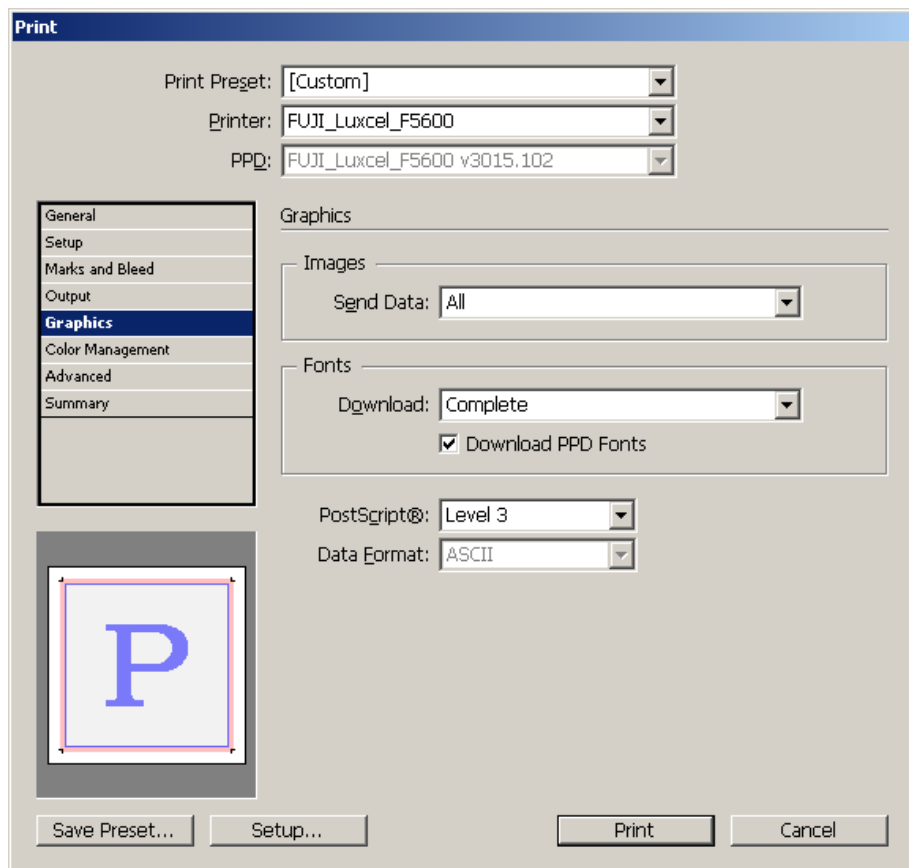 Print
Print Preset: [Custom]
Printer: FUJI_Luxcel_F5600
PPD: FUJI_Luxcel_F5600 v3015.102
General
Setup
Marks and Bleed
Output
Graphics
Color Management
Advanced
Summary
Graphics
Images
Send Data: All
Fonts
Download: Complete
Download PPD Fonts
PostScript®: Level 3
Data Format: ASCII
P
Save Preset...
Setup...
Print
Cancel